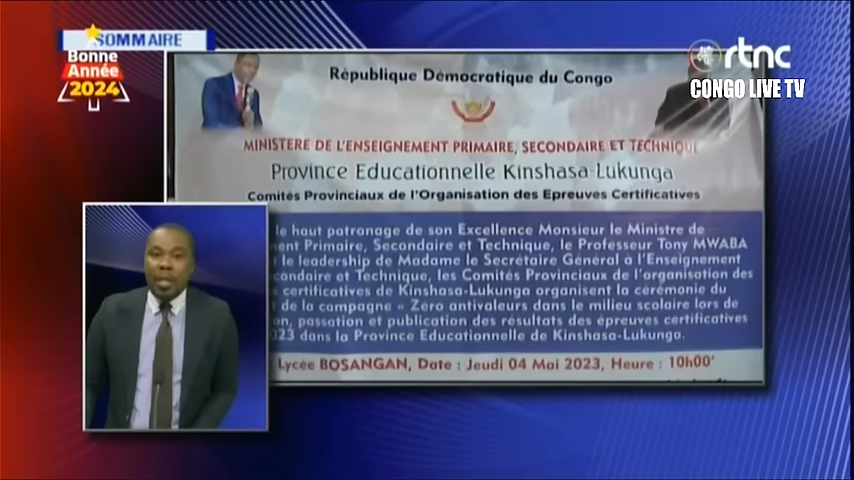 SOMMAIRE
Bonne
Année
2024
rtnc
CONGO LIVE TV
République Démocratique du Congo
MINISTERE DE L'ENSEIGNEMENT PRIMAIRE, SECONDAIRE ET TECHNIQUE
Province Educationnelle Kinshasa-Lukunga
Comités Provinciaux de l'Organisation des Epreuves Certificatives
le haut patronage de son Excellence Monsieur le Ministre de
ent Primaire, Secondaire et Technique, le Professeur Tony MWABA
le leadership de Madame le Secrétaire Général à l'Enseignement
condaire et Technique, les Comités Provinciaux de l'organisation des
s certificatives de Kinshasa-Lukunga organisent la cérémonie du
t de la campagne « Zero antivaleurs dans le milieu scolaire lors de
on, passation et publication des résultats des épreuves certificatives
023 dans la Province Educationnelle de Kinshasa-Lukunga.
Lycée BOSANGAN, Date : Jeudi 04 Mai 2023, Heure : 10h00'